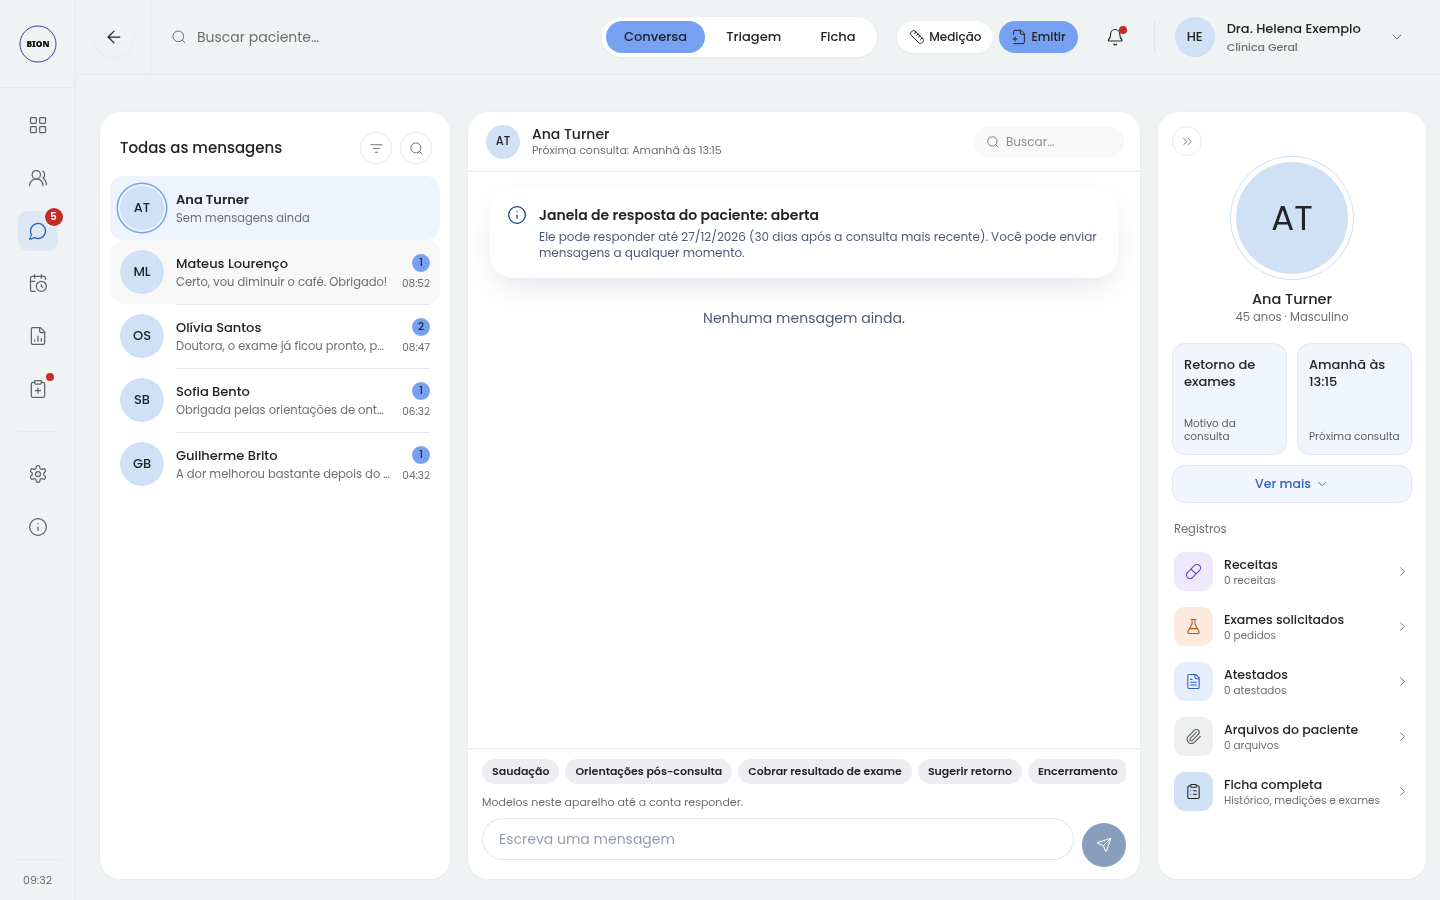 BION
Buscar paciente...
Conversa
Triagem
Ficha
Medição
Emitir
HE
Dra. Helena Exemplo
Clínica Geral
5
09:32
Todas as mensagens
AT
Ana Turner
Sem mensagens ainda
ML
Mateus Lourenço
1
Certo, vou diminuir o café. Obrigado!
08:52
OS
Olívia Santos
2
Doutora, o exame já ficou pronto, p...
08:47
SB
Sofia Bento
1
Obrigada pelas orientações de ont...
06:32
GB
Guilherme Brito
1
A dor melhorou bastante depois do ...
04:32
AT
Ana Turner
Próxima consulta: Amanhã às 13:15
Buscar...
Janela de resposta do paciente: aberta
Ele pode responder até 27/12/2026 (30 dias após a consulta mais recente). Você pode enviar
mensagens a qualquer momento.
Nenhuma mensagem ainda.
Saudação
Orientações pós-consulta
Cobrar resultado de exame
Sugerir retorno
Encerramento
Modelos neste aparelho até a conta responder.
Escreva uma mensagem
AT
Ana Turner
45 anos · Masculino
Retorno de
exames
Motivo da
consulta
Amanhã às
13:15
Próxima consulta
Ver mais
Registros
Receitas
0 receitas
Exames solicitados
0 pedidos
Atestados
0 atestados
Arquivos do paciente
0 arquivos
Ficha completa
Histórico, medições e exames